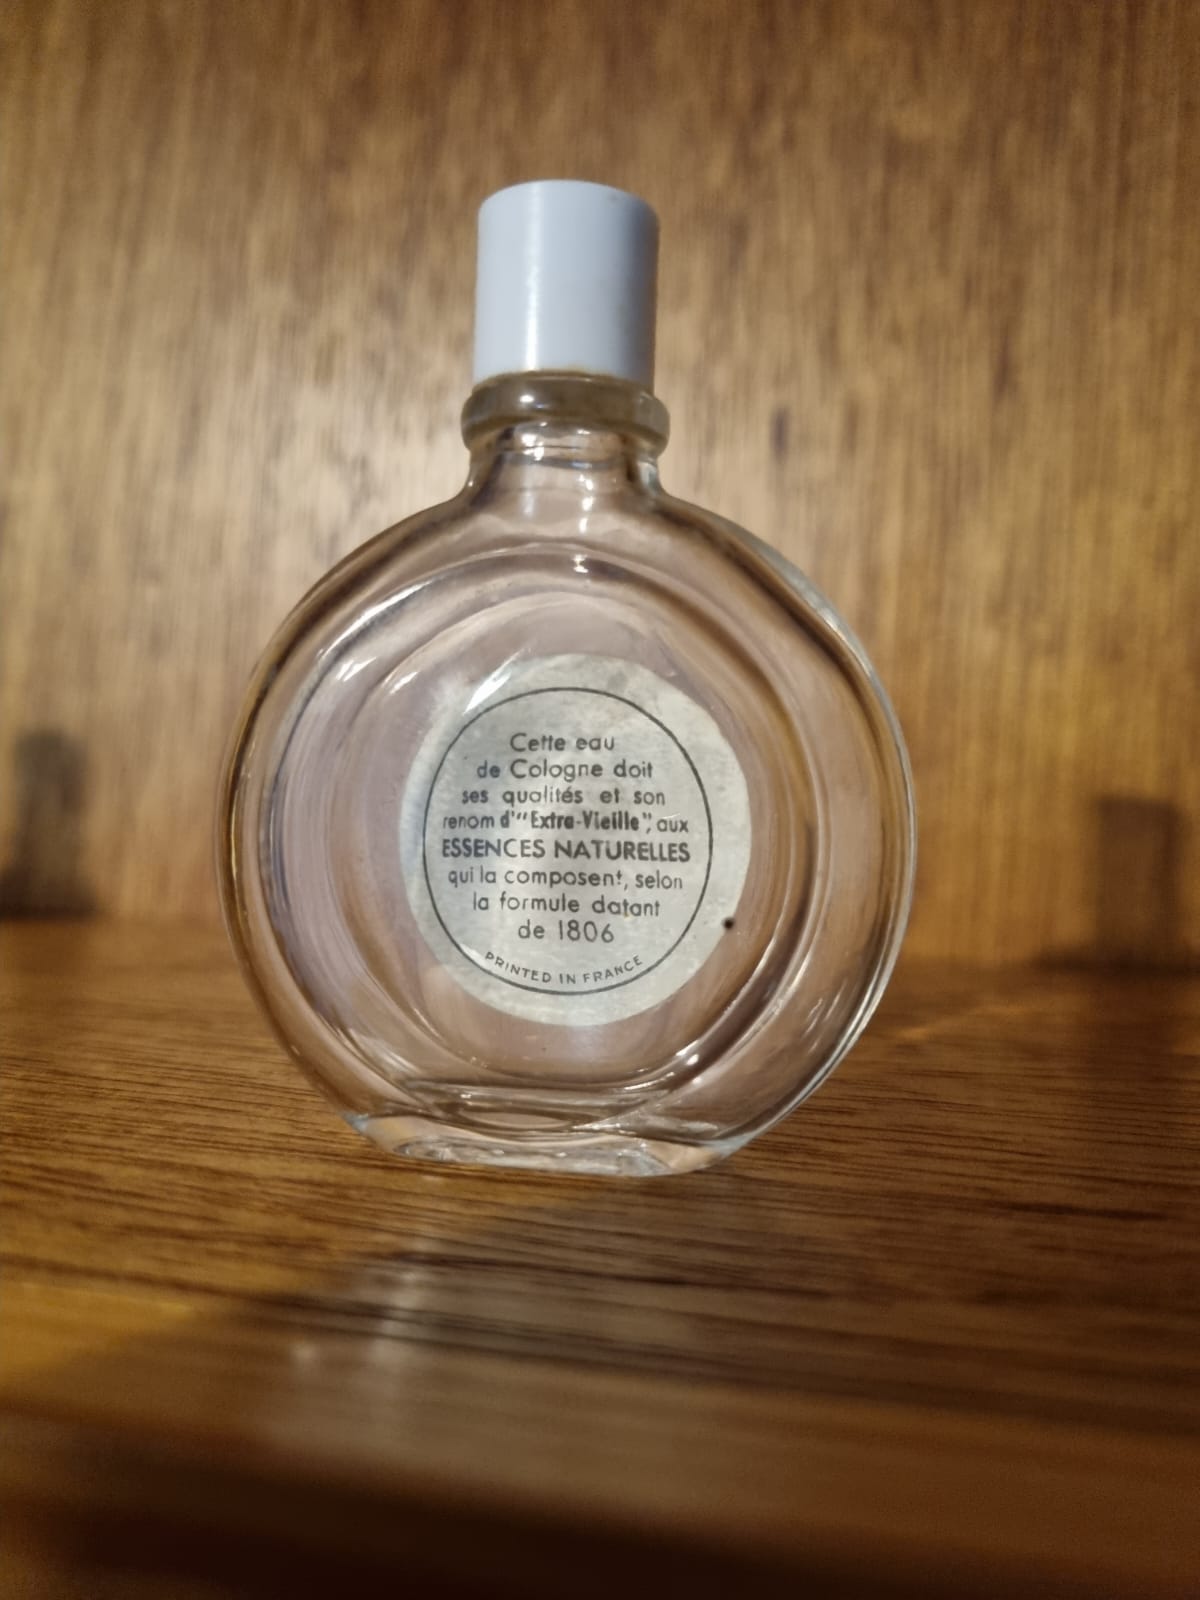 Cette eau
de Cologne doit
ses qualités et son
renom d'"Extra-Vieille", aux
ESSENCES NATURELLES
qui la composent, selon
la formule datant
de 1806
PRINTED IN FRANCE